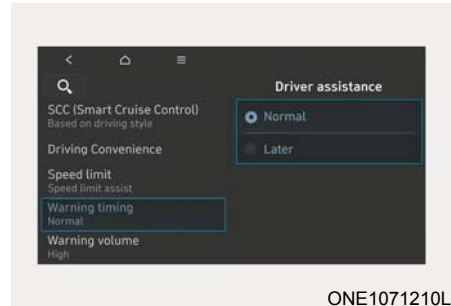 Driver assistance
SCC (Smart Cruise Control)
Based on driving style
Driving Convenience
Speed limit
Speed limit assist
Warning timing
Normal
Warning volume
High
Normal
Later
ONE1071210L